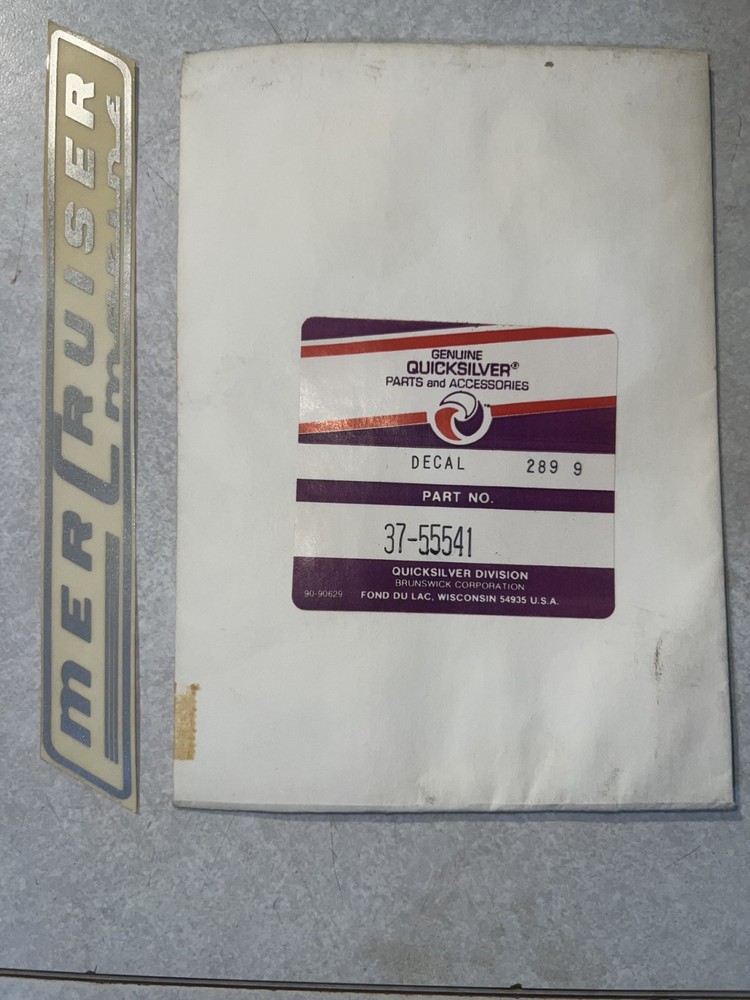 MERCRUISER
marine
GENUINE
QUICKSILVER®
PARTS and ACCESSORIES
DECAL 289 9
PART NO.
37-55541
QUICKSILVER DIVISION
BRUNSWICK CORPORATION
90-90629 FOND DU LAC, WISCONSIN 54935 U.S.A.